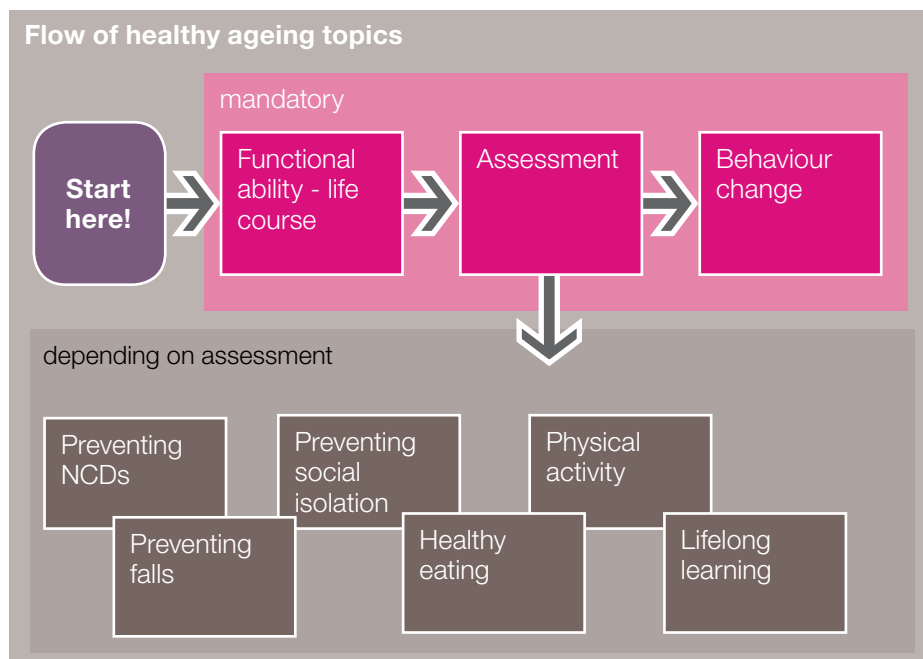 Flow of healthy ageing topics
mandatory
Start
here!
Functional
ability - life
course
Assessment
Behaviour
change
depending on assessment
Preventing
NCDs
Preventing
social
isolation
Physical
activity
Preventing
falls
Healthy
eating
Lifelong
learning